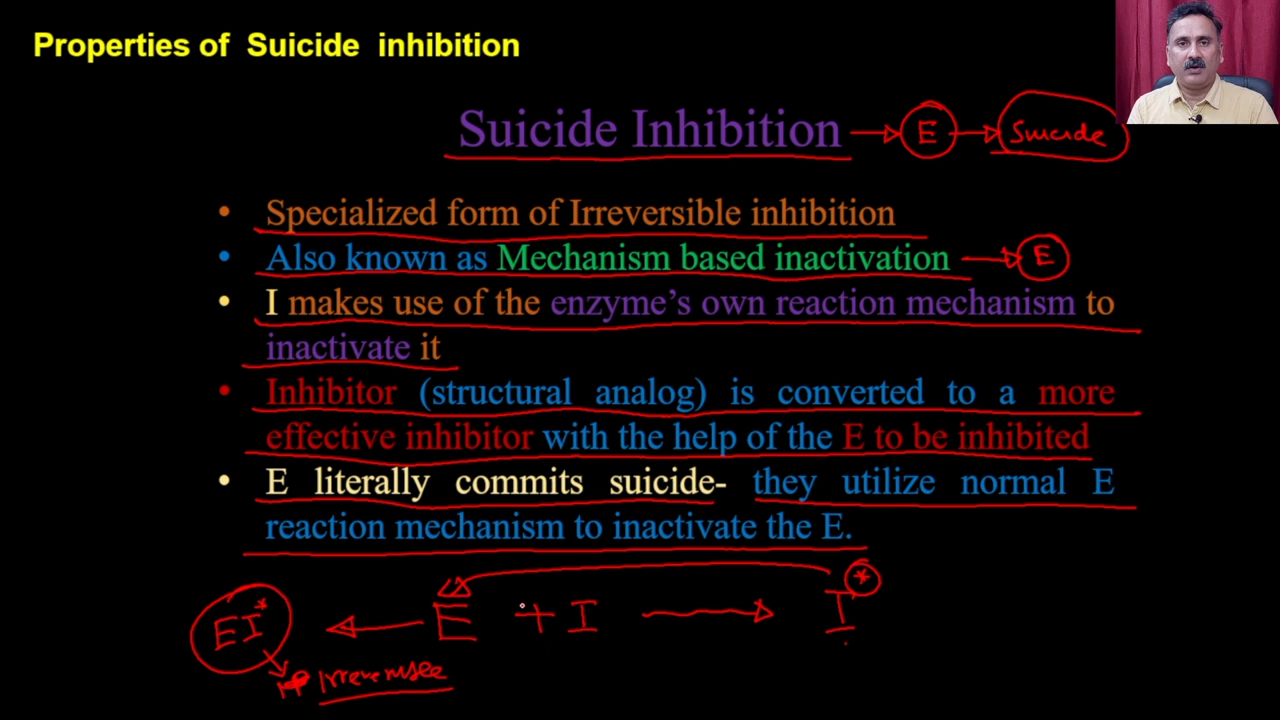 Properties of Suicide inhibition
Suicide Inhibition → E → Suicide
• Specialized form of Irreversible inhibition
• Also known as Mechanism based inactivation → E
• I makes use of the enzyme's own reaction mechanism to
inactivate it
• Inhibitor (structural analog) is converted to a more
effective inhibitor with the help of the E to be inhibited
• E literally commits suicide- they utilize normal E
reaction mechanism to inactivate the E.
EI* ← E + I → I*